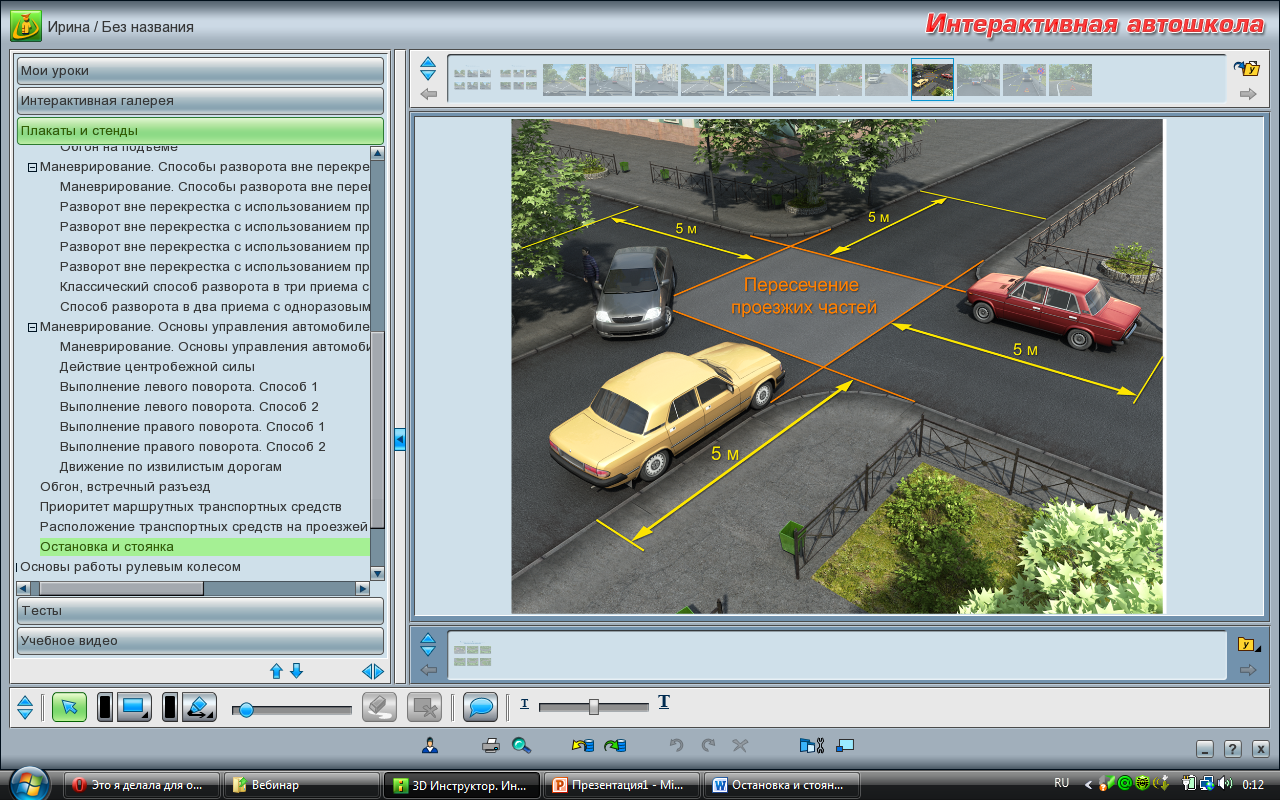 Ирина / Без названия
Интерактивная автошкола
Мои уроки
Интерактивная галерея
Плакаты и стенды
Обгон на подъеме
Маневрирование. Способы разворота вне перекре
Маневрирование. Способы разворота вне пере
Разворот вне перекрестка с использованием пр
Разворот вне перекрестка с использованием пр
Разворот вне перекрестка с использованием пр
Разворот вне перекрестка с использованием пр
Классический способ разворота в три приема с
Способ разворота в два приема с одноразовым
Маневрирование. Основы управления автомобиле
Маневрирование. Основы управления автомоби
Действие центробежной силы
Выполнение левого поворота. Способ 1
Выполнение левого поворота. Способ 2
Выполнение правого поворота. Способ 1
Выполнение правого поворота. Способ 2
Движение по извилистым дорогам
Обгон, встречный разъезд
Приоритет маршрутных транспортных средств
Расположение транспортных средств на проезжей
Остановка и стоянка
Основы работы рулевым колесом
Тесты
Учебное видео
5 м
5 м
Пересечение
проезжих частей
5 м
5 м
У
У
T
T
?
x
Это я делала для о...
Вебинар
3D Инструктор. Ин...
Презентация1 - Mi...
Остановка и стоян...
RU
0:12